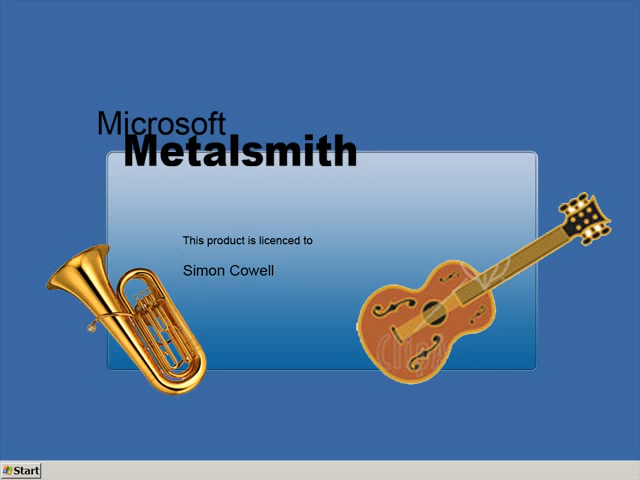 Microsoft
Metalsmith
This product is licenced to
Simon Cowell
Start